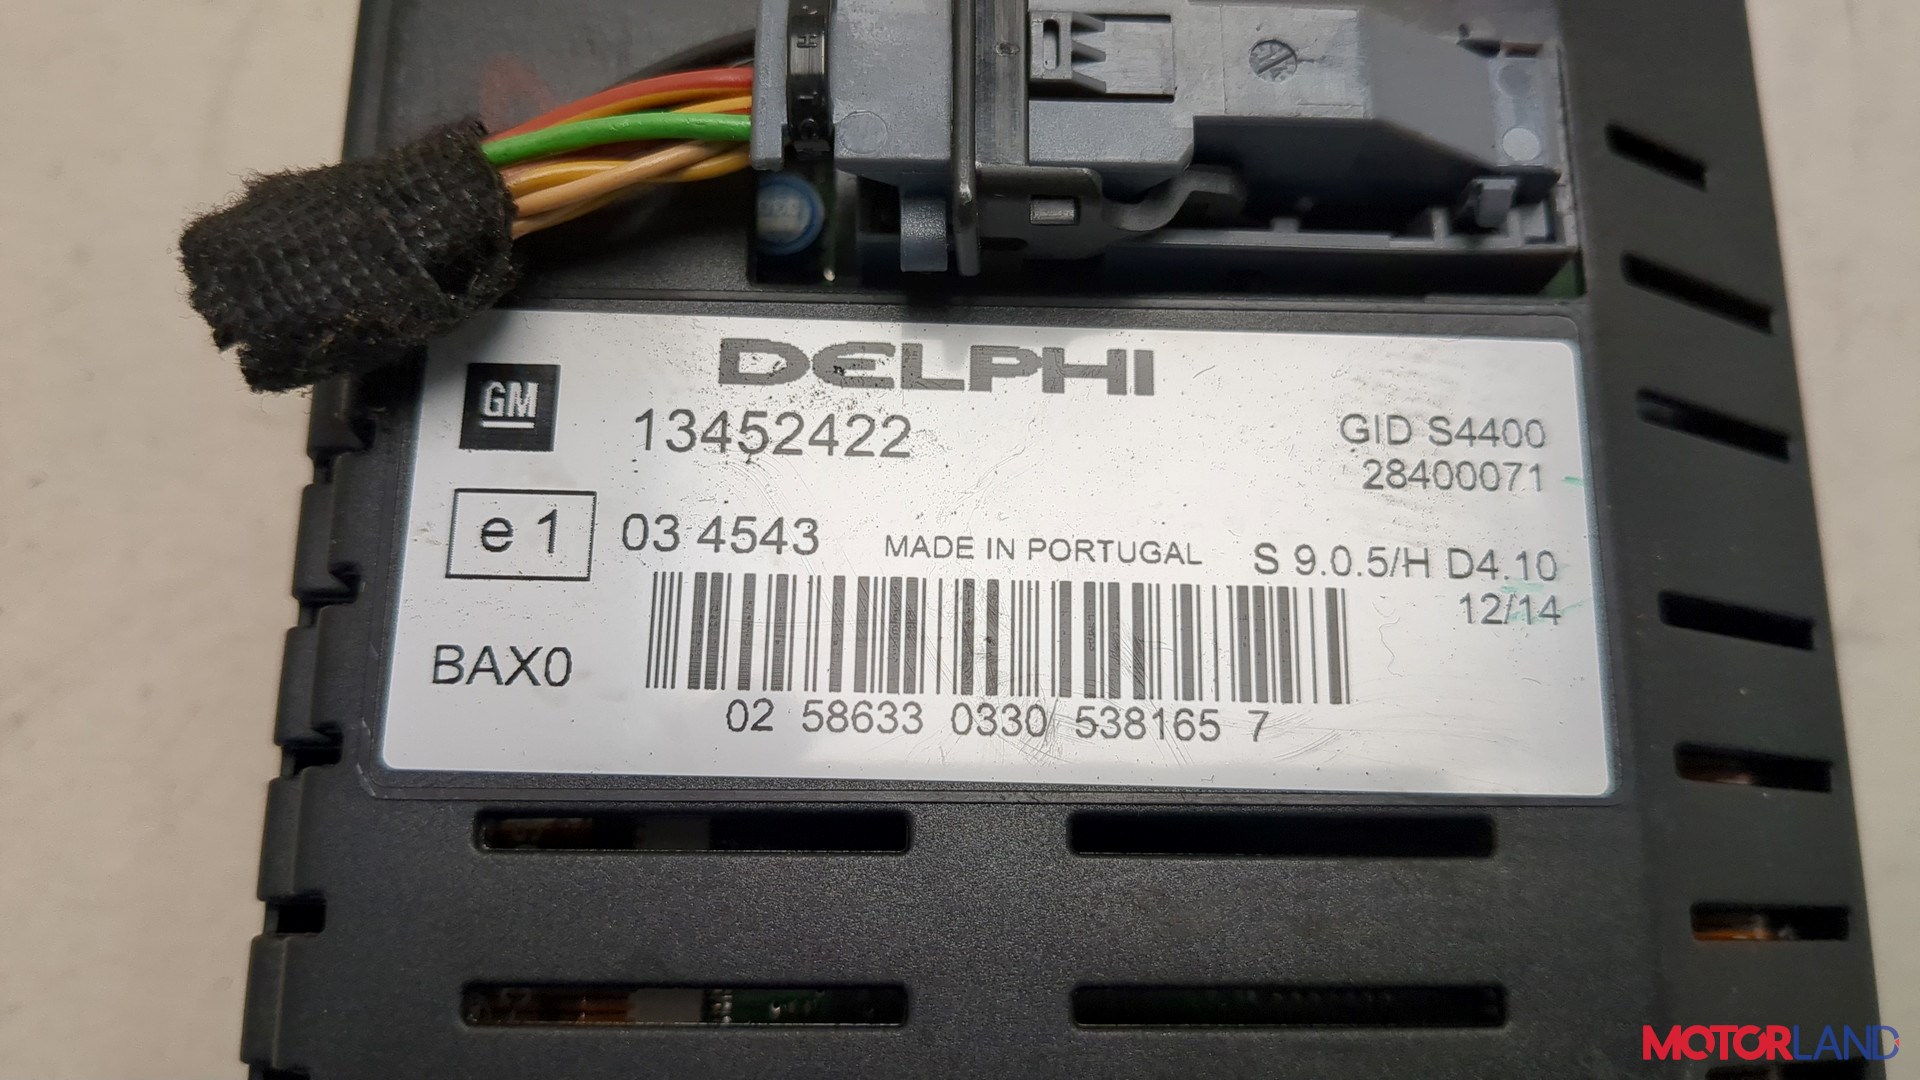 DELPHI
GM
13452422
GID S4400
28400071
e 1
03 4543
MADE IN PORTUGAL
S 9.0.5/H D4.10
12/14
BAX0
02 58633 0330 538165 7
MOTORLAND